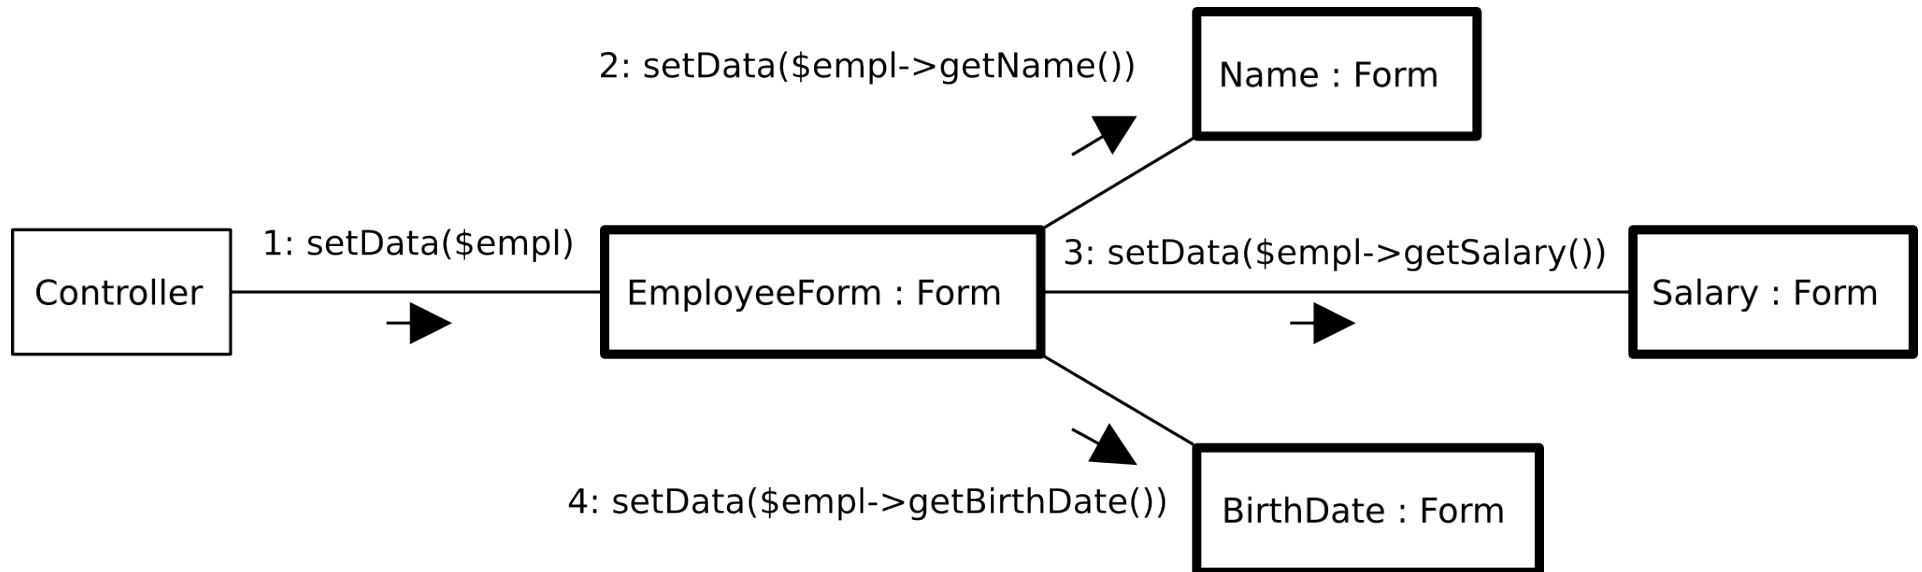 2: setData($empl->getName())
Name : Form
Controller
1: setData($empl)
EmployeeForm : Form
3: setData($empl->getSalary())
Salary : Form
4: setData($empl->getBirthDate())
BirthDate : Form